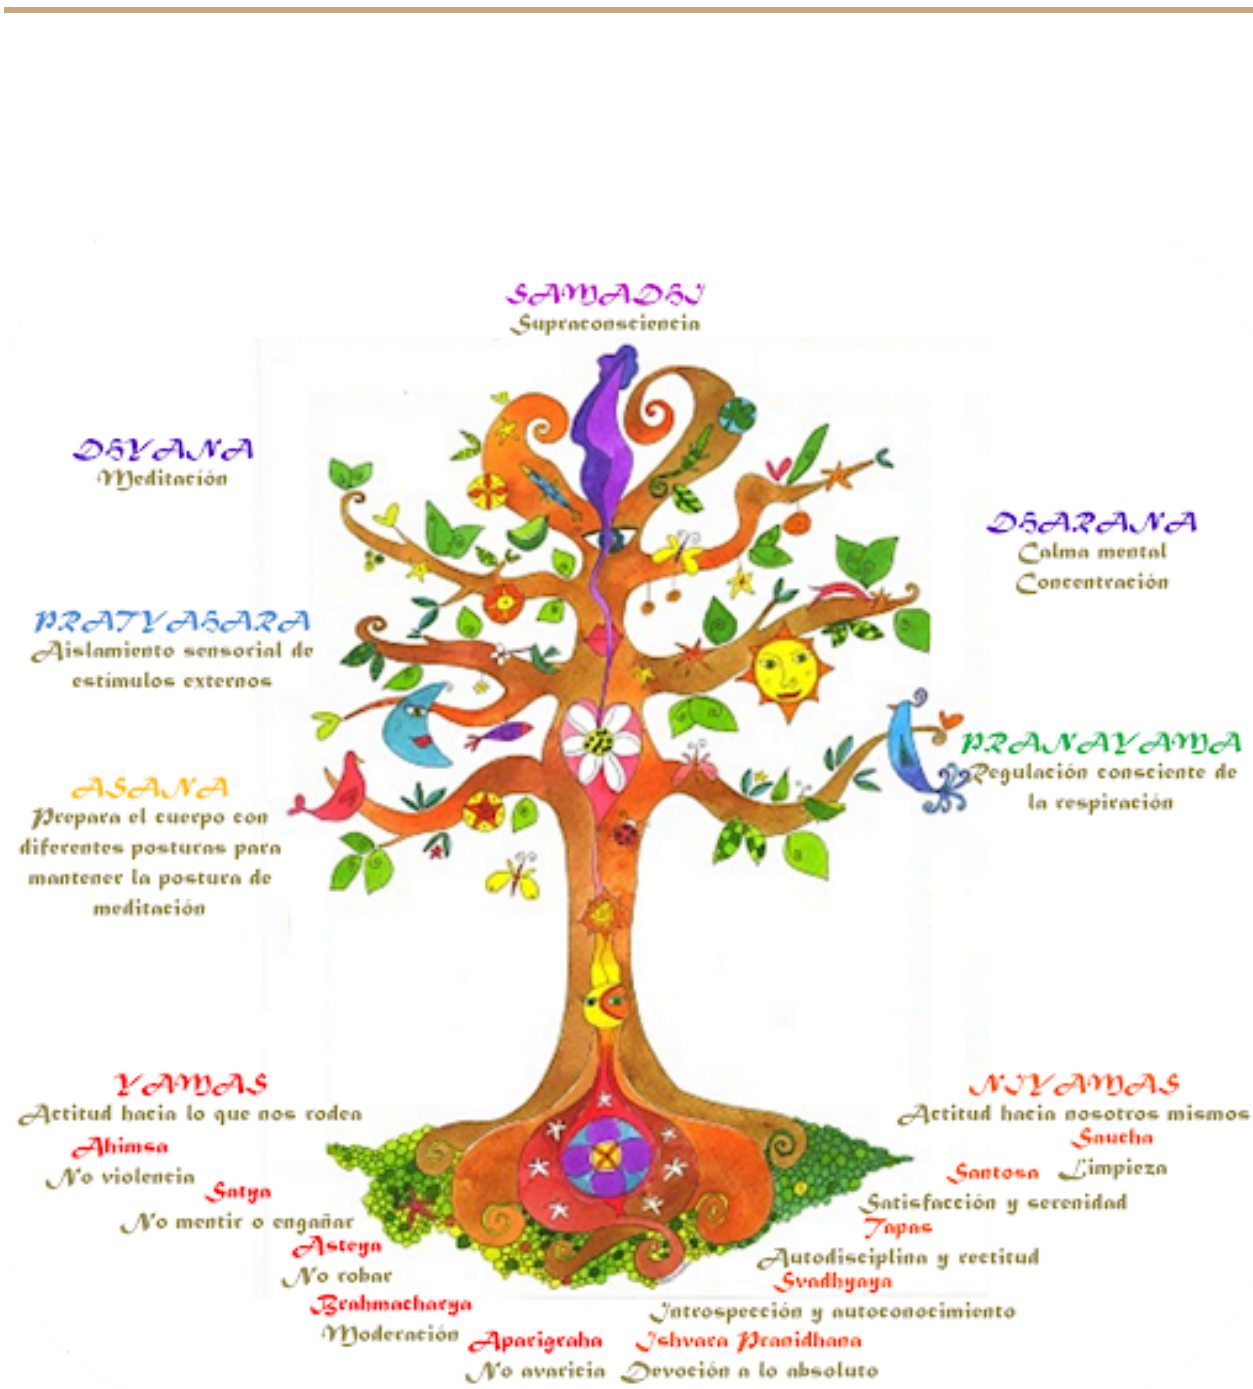 SAMADHI
Supraconsciencia
DHYANA
Meditación
DHARANA
Calma mental
Concentración
PRATYAHARA
Aislamiento sensorial de
estímulos externos
PRANAYAMA
Regulación consciente de
la respiración
ASANA
Prepara el cuerpo con
diferentes posturas para
mantener la postura de
meditación
YAMAS
Actitud hacia lo que nos rodea
Ahimsa
No violencia
Satya
No mentir o engañar
Asteya
No robar
Brahmacharya
Moderación
Aparigraha
No avaricia
NIYAMAS
Actitud hacia nosotros mismos
Saucha
Limpieza
Santosa
Satisfacción y serenidad
Tapas
Autodisciplina y rectitud
Svadhyaya
Introspección y autoconocimiento
Ishvara Pranidhana
Devoción a lo absoluto